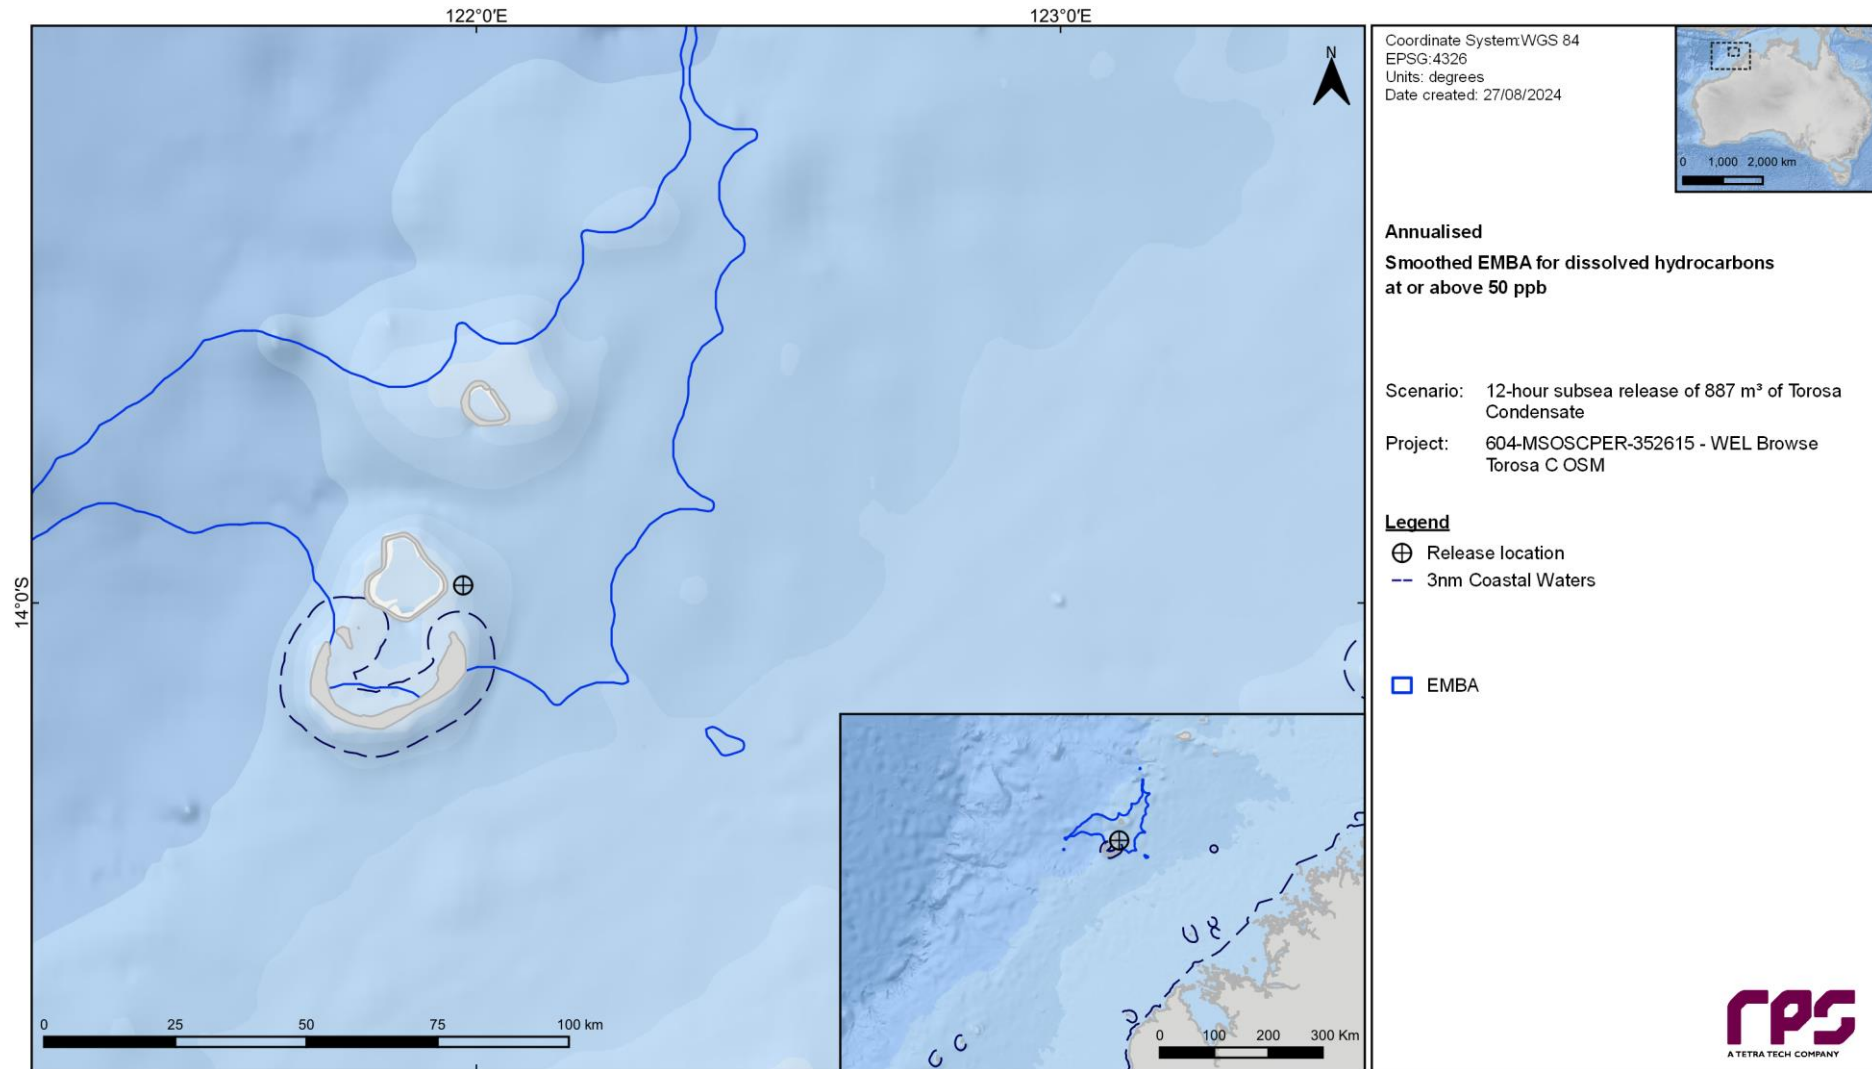 122°0′E
123°0′E
14°0′S
N
0 25 50 75 100 km
0 100 200 300 Km
Coordinate System:WGS 84
EPSG:4326
Units: degrees
Date created: 27/08/2024
0 1,000 2,000 km
Annualised
Smoothed EMBA for dissolved hydrocarbons
at or above 50 ppb
Scenario: 12-hour subsea release of 887 m³ of Torosa
Condensate
Project: 604-MSOSCPER-352615 - WEL Browse
Torosa C OSM
Legend
Release location
3nm Coastal Waters
EMBA
rps
A TETRA TECH COMPANY